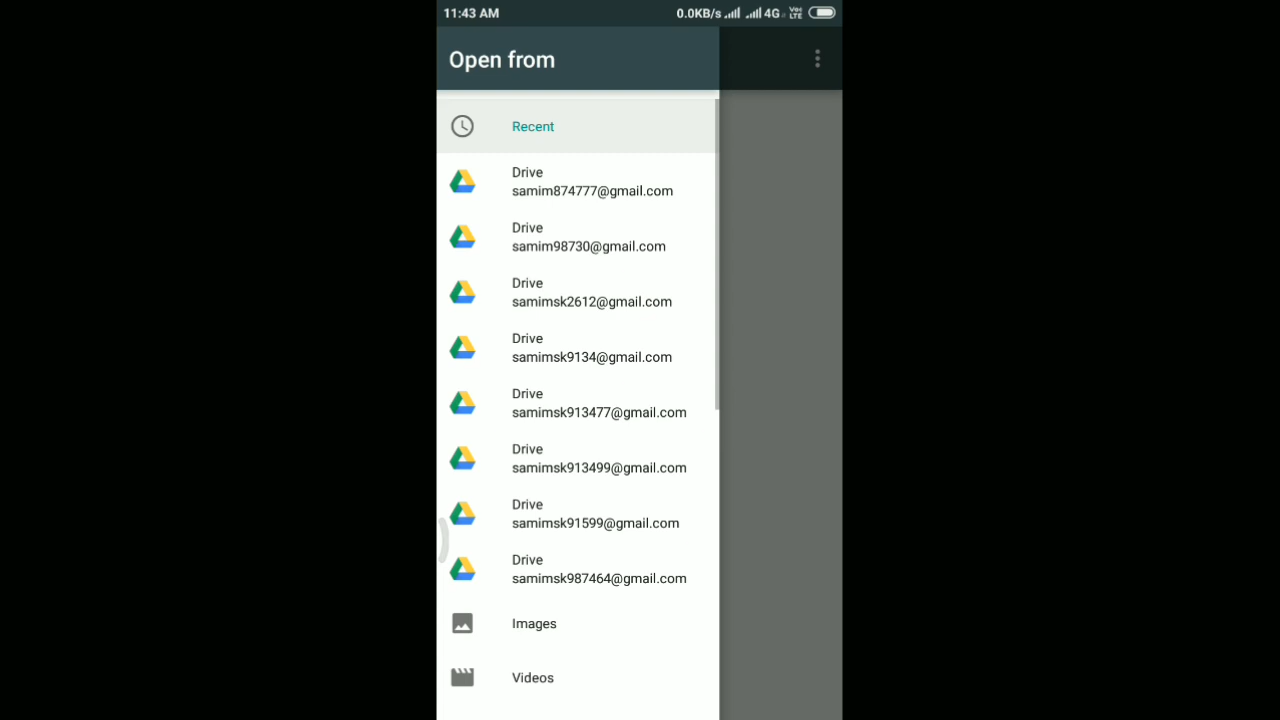 11:43 AM
0.0KB/s 4G VoLTE
Open from
Recent
Drive
samim874777@gmail.com
Drive
samim98730@gmail.com
Drive
samimsk2612@gmail.com
Drive
samimsk9134@gmail.com
Drive
samimsk913477@gmail.com
Drive
samimsk913499@gmail.com
Drive
samimsk91599@gmail.com
Drive
samimsk987464@gmail.com
Images
Videos